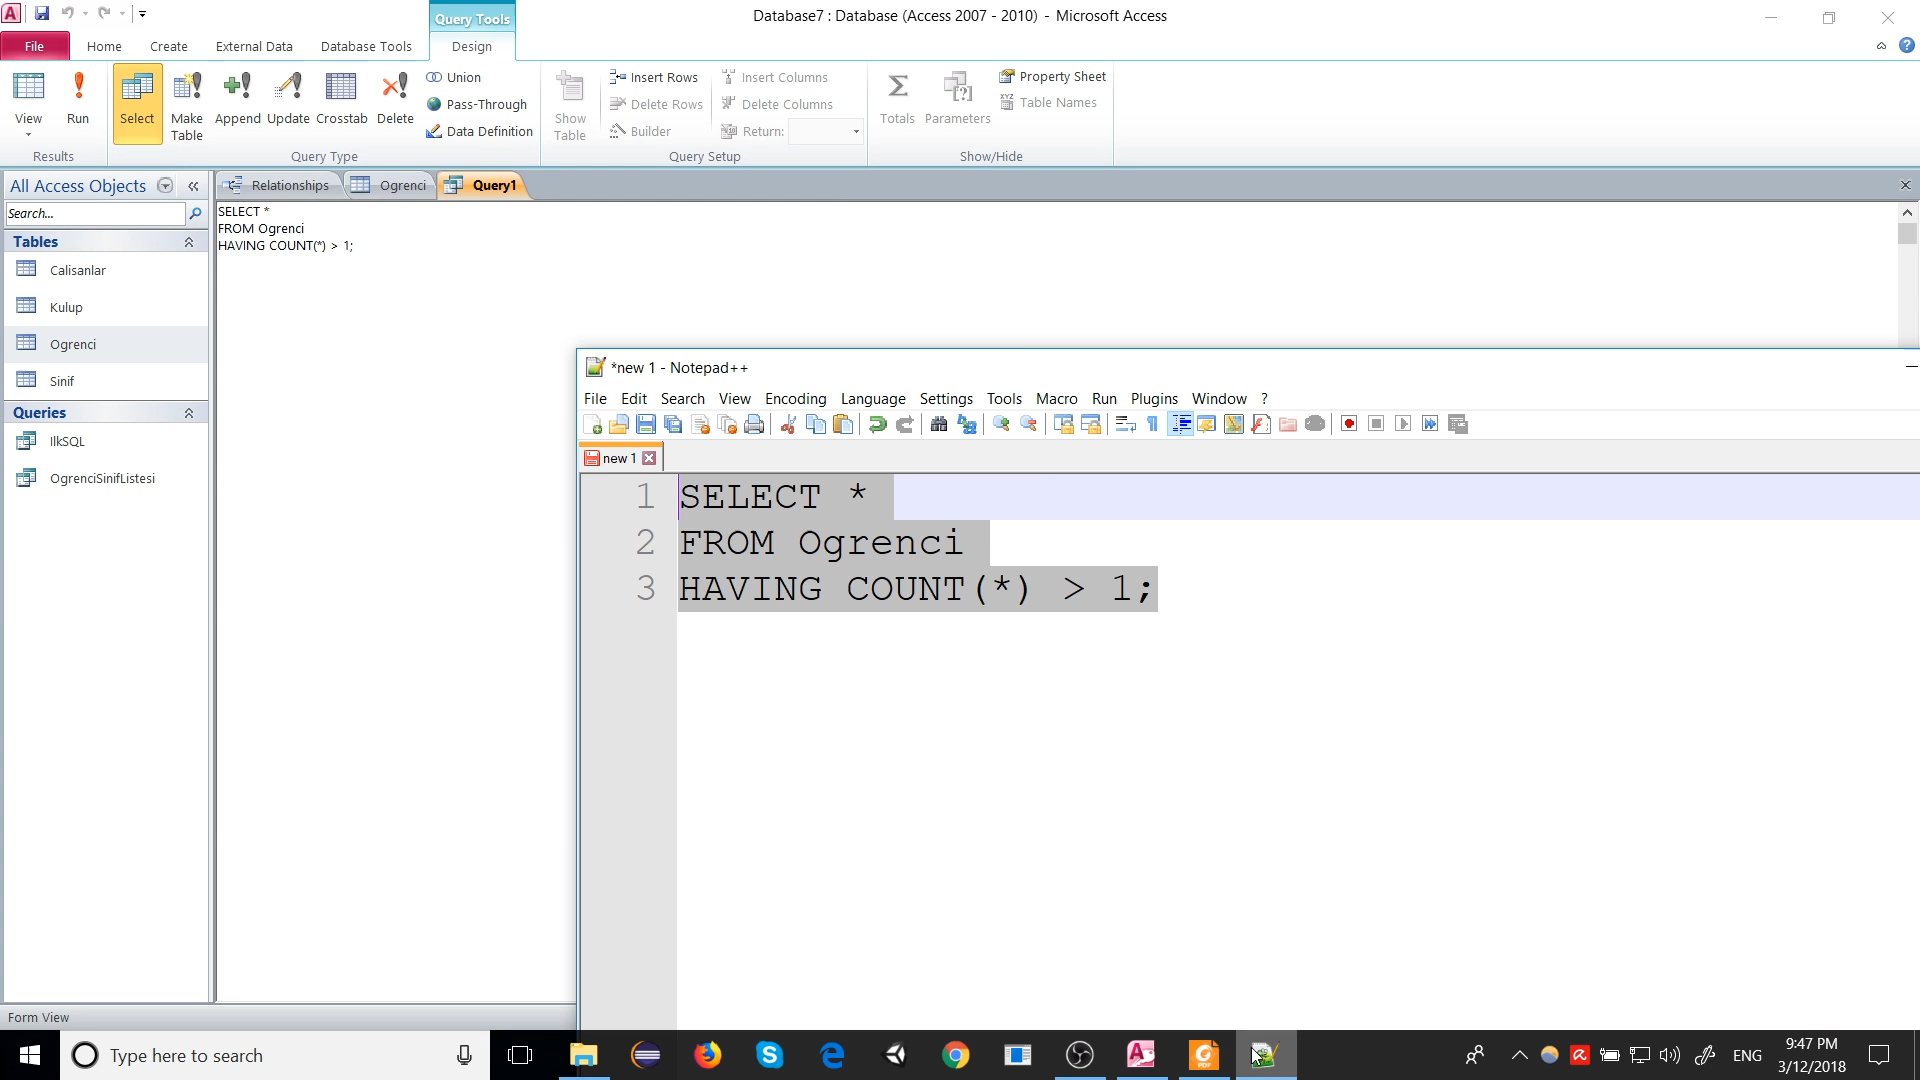 Query Tools
Database7 : Database (Access 2007 - 2010) - Microsoft Access
File Home Create External Data Database Tools Design
View
Run
Select
Make
Table
Append
Update
Crosstab
Delete
Union
Pass-Through
Data Definition
Show
Table
Insert Rows
Delete Rows
Builder
Insert Columns
Delete Columns
Return:
Totals
Parameters
Property Sheet
Table Names
Results
Query Type
Query Setup
Show/Hide
All Access Objects
Search...
Tables
Calisanlar
Kulup
Ogrenci
Sinif
Queries
IlkSQL
OgrenciSinifListesi
Relationships Ogrenci Query1
SELECT *
FROM Ogrenci
HAVING COUNT(*) > 1;
*new 1 - Notepad++
File Edit Search View Encoding Language Settings Tools Macro Run Plugins Window ?
new 1
1 SELECT *
2 FROM Ogrenci
3 HAVING COUNT(*) > 1;
Form View
Type here to search
ENG
9:47 PM
3/12/2018